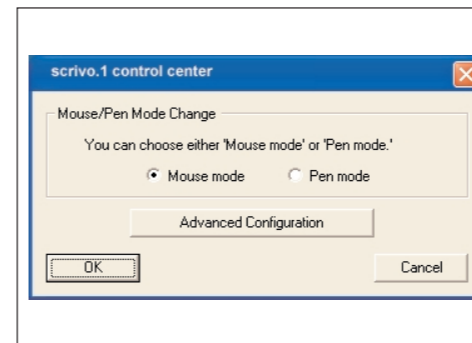 scrivo.1 control center
Mouse/Pen Mode Change
You can choose either 'Mouse mode' or 'Pen mode.'
Mouse mode Pen mode
Advanced Configuration
OK Cancel